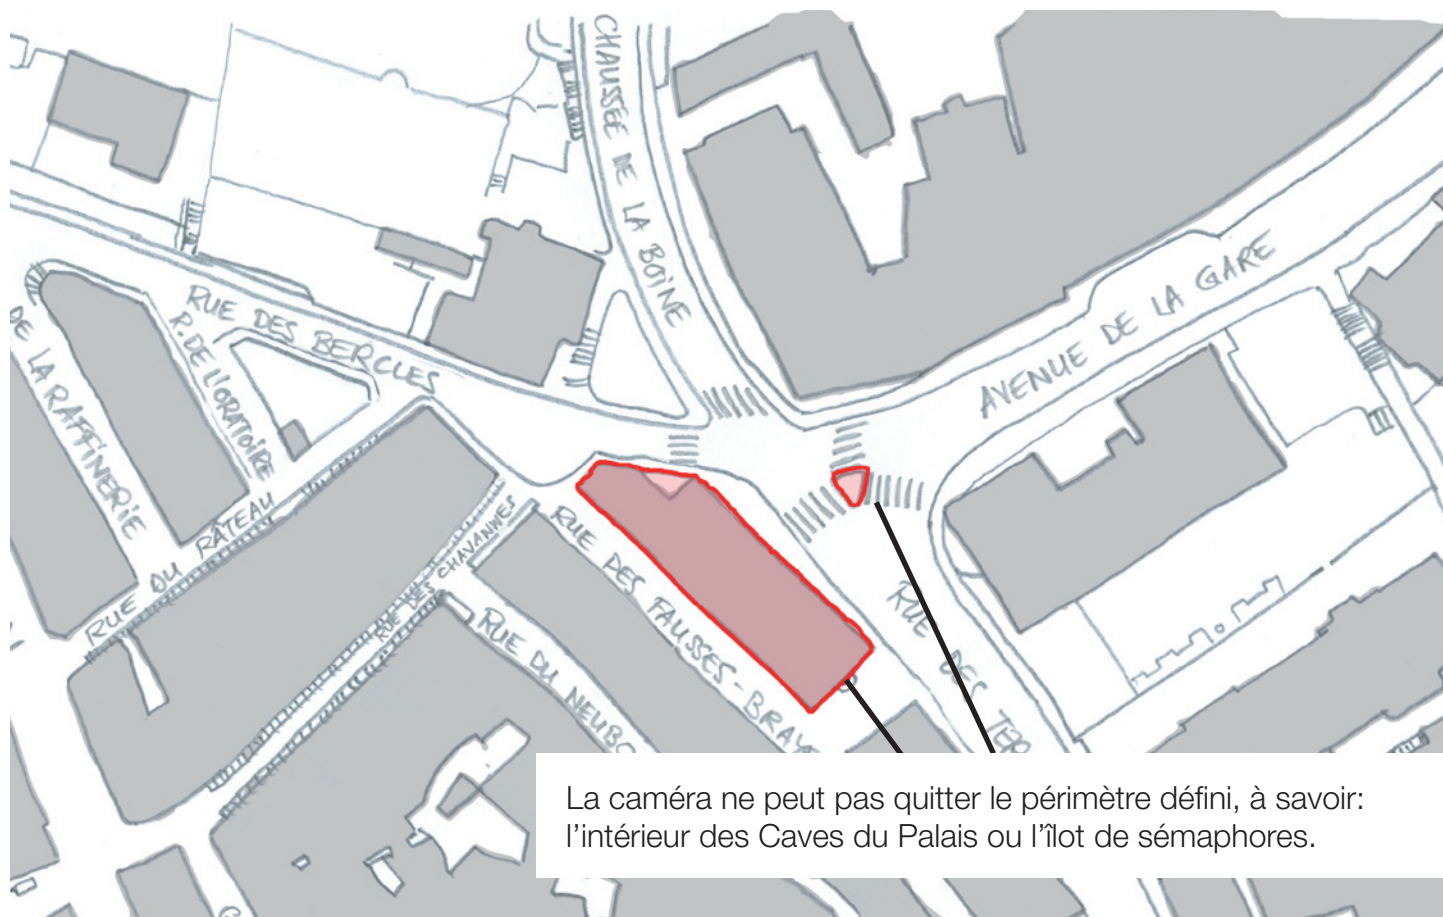 CHAUSSÉE DE LA BOINE
AVENUE DE LA GARE
RUE DES BERCLES
R. DE L'ORATOIRE
DE LA RAFFINERIE
RUE DU RÂTEAU
RUE DES CHAVANNES
RUE DES FAUSSES-BRAYE
RUE DU NEUBO
RUE DES TER
La caméra ne peut pas quitter le périmètre défini, à savoir:
l’intérieur des Caves du Palais ou l’îlot de sémaphores.